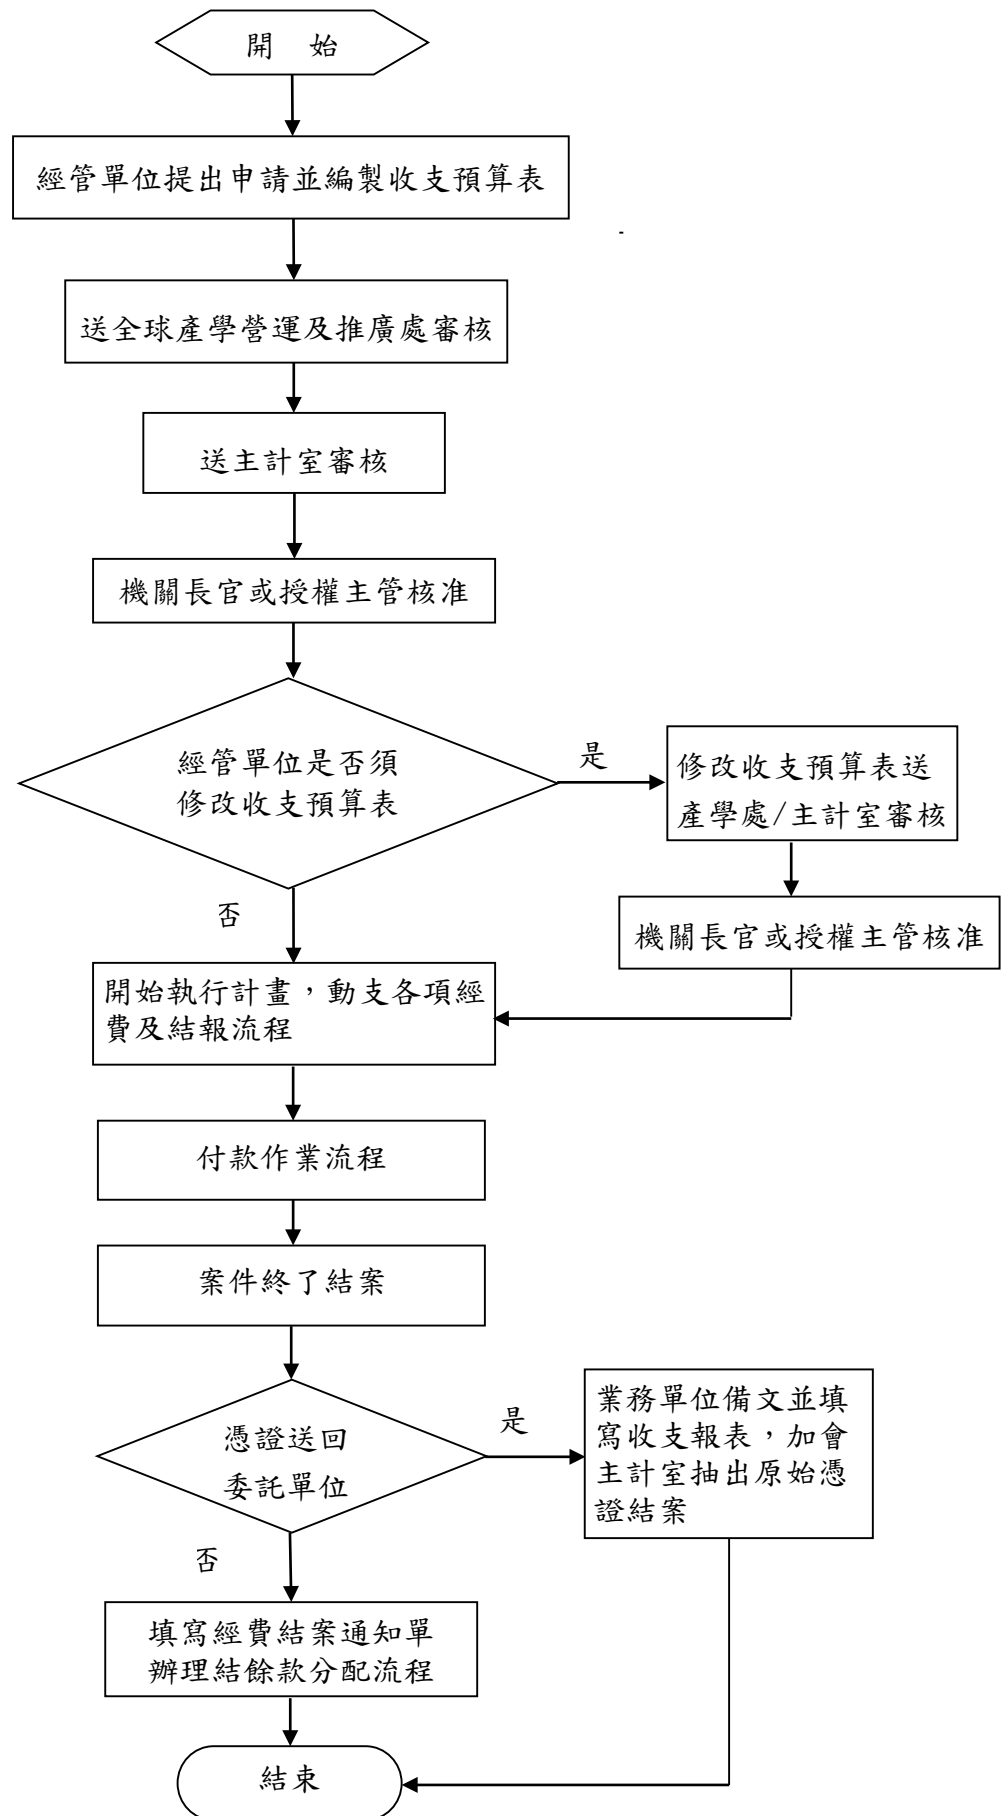 開 始
經管單位提出申請並編製收支預算表
送全球產學營運及推廣處審核
送主計室審核
機關長官或授權主管核准
經管單位是否須
修改收支預算表
是
修改收支預算表送
產學處/主計室審核
機關長官或授權主管核准
否
開始執行計畫，動支各項經
費及結報流程
付款作業流程
案件終了結案
憑證送回
委託單位
是
業務單位備文並填
寫收支報表，加會
主計室抽出原始憑
證結案
否
填寫經費結案通知單
辦理結餘款分配流程
結束